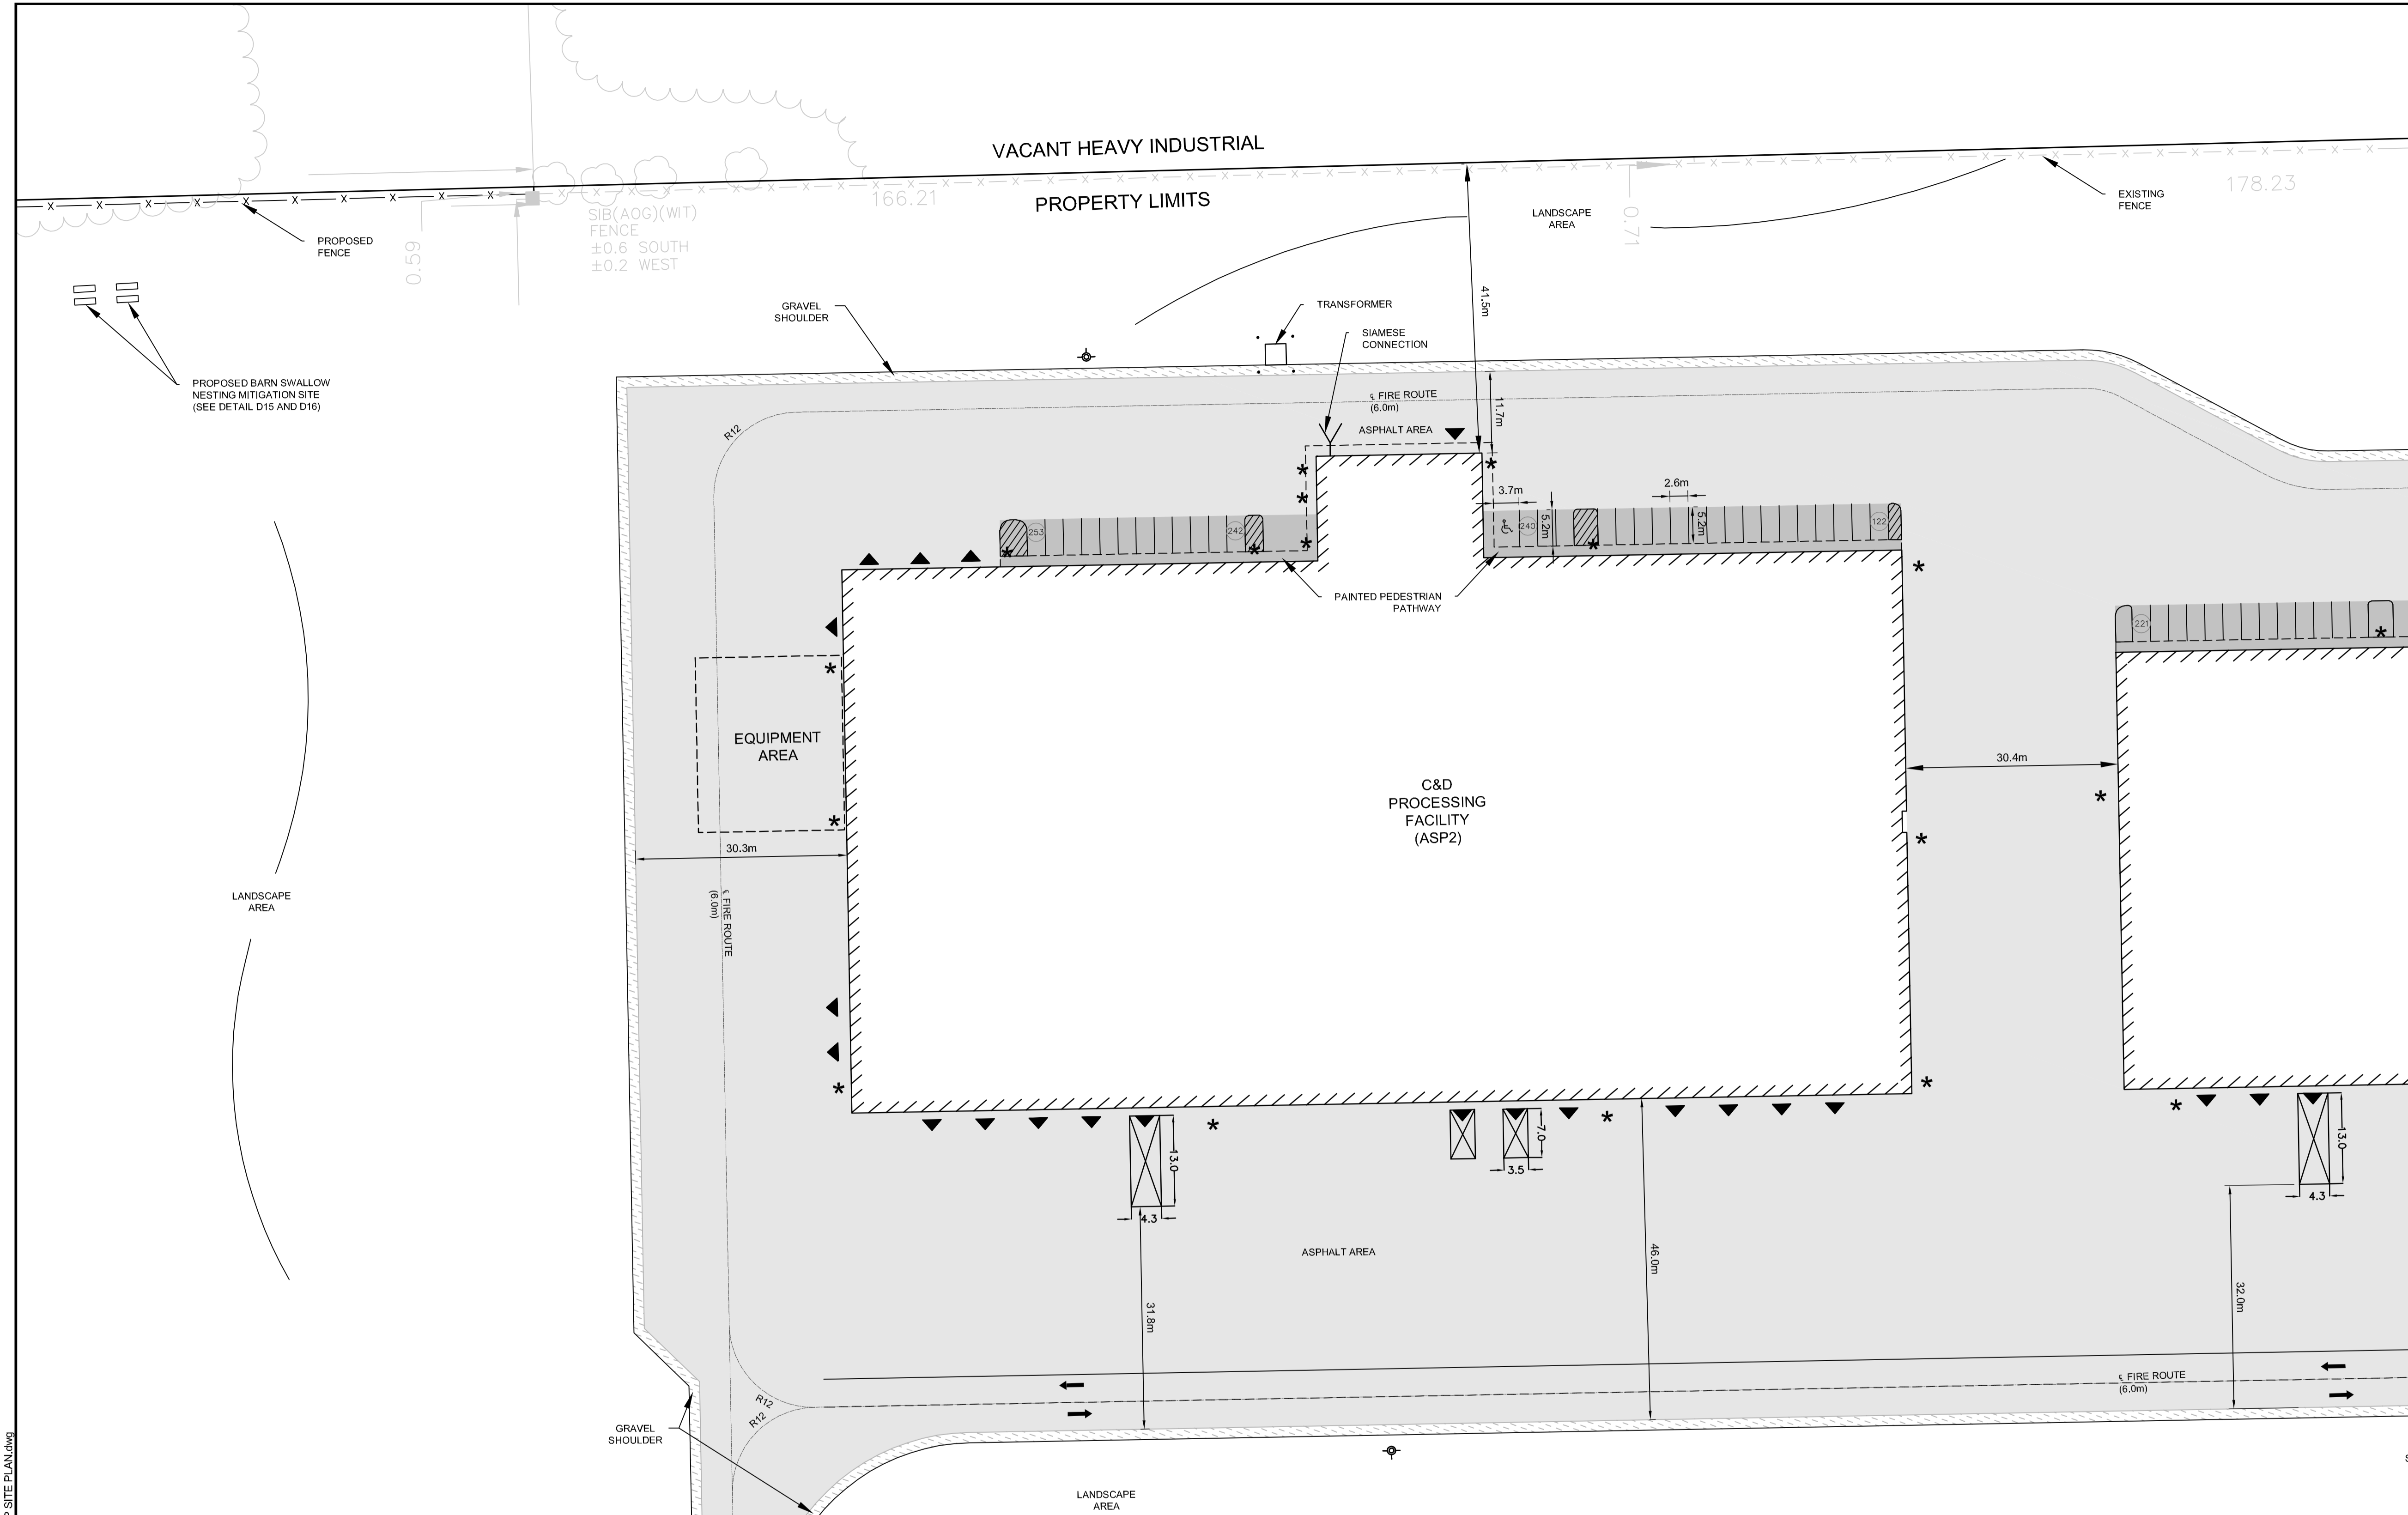 VACANT HEAVY INDUSTRIAL
PROPERTY LIMITS
166.21
178.23
EXISTING
FENCE
LANDSCAPE
AREA
0.71
SIB(AOG)(WIT)
FENCE
±0.6 SOUTH
±0.2 WEST
0.59
PROPOSED
FENCE
PROPOSED BARN SWALLOW
NESTING MITIGATION SITE
(SEE DETAIL D15 AND D16)
GRAVEL
SHOULDER
TRANSFORMER
SIAMESE
CONNECTION
41.5m
11.7m
℄ FIRE ROUTE
(6.0m)
ASPHALT AREA
R12
3.7m
5.2m
2.6m
5.2m
253
242
240
122
PAINTED PEDESTRIAN
PATHWAY
221
EQUIPMENT
AREA
C&D
PROCESSING
FACILITY
(ASP2)
30.4m
30.3m
LANDSCAPE
AREA
℄ FIRE ROUTE
(6.0m)
13.0
4.3
7.0
3.5
13.0
4.3
ASPHALT AREA
31.8m
46.0m
32.0m
℄ FIRE ROUTE
(6.0m)
R12
R12
GRAVEL
SHOULDER
LANDSCAPE
AREA
SITE PLAN.dwg
X X X X X X X X X X